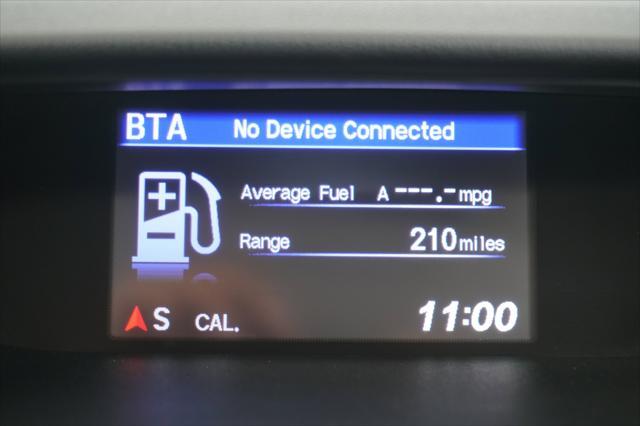 BTA No Device Connected
Average Fuel A ---.- mpg
Range 210 miles
S CAL. 11:00